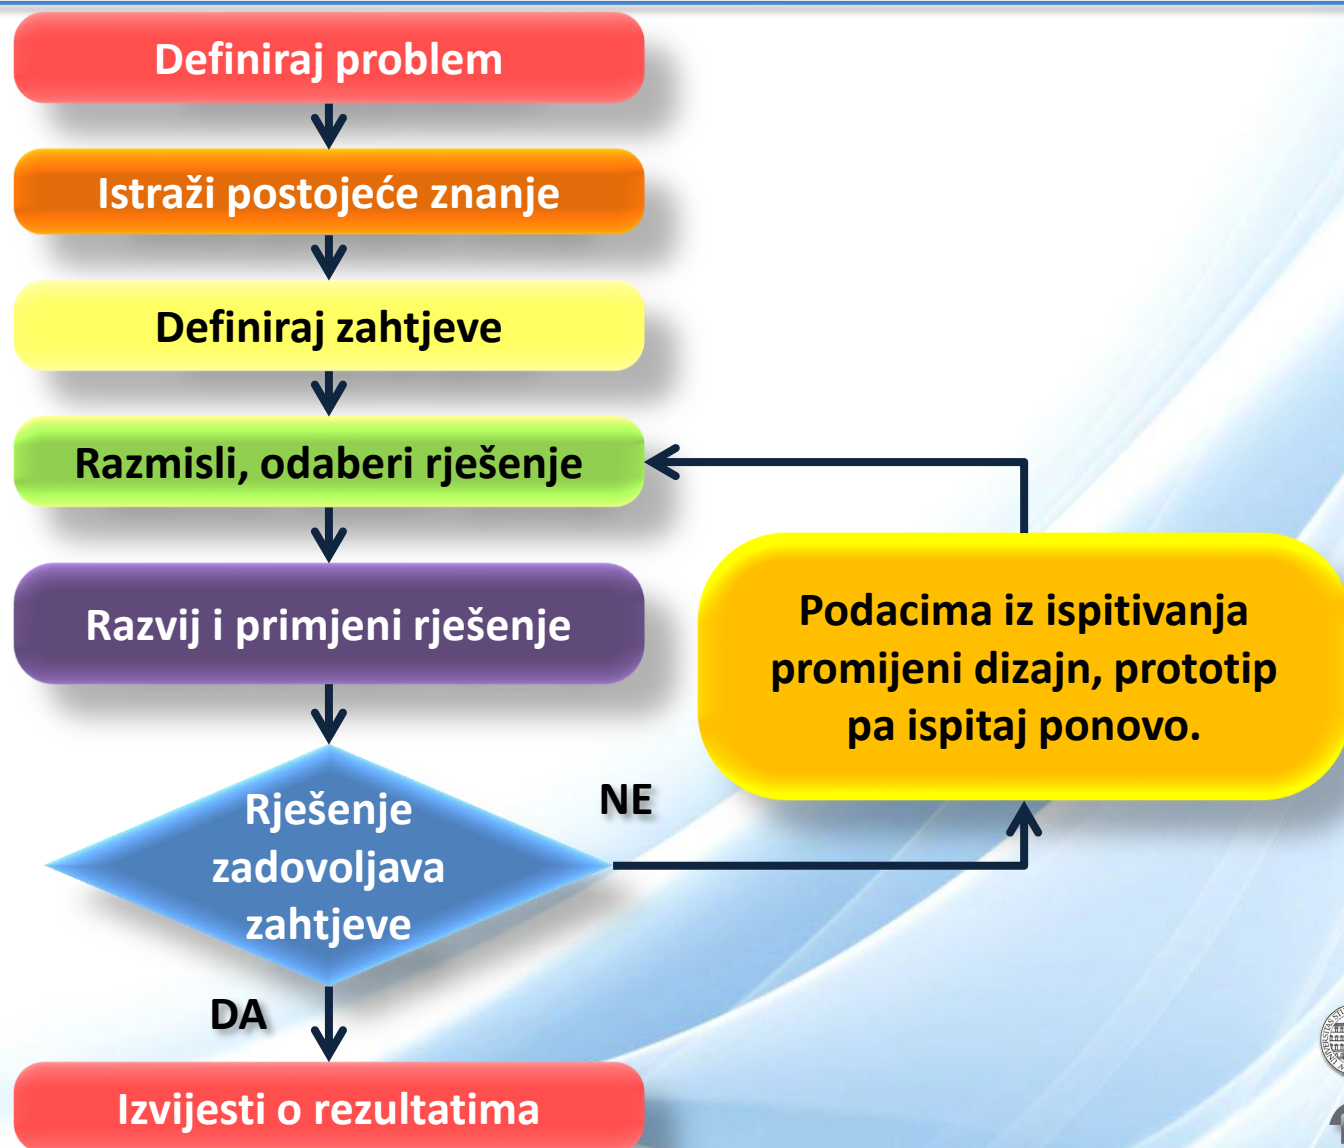 Definiraj problem
Istraži postojeće znanje
Definiraj zahtjeve
Razmisli, odaberi rješenje
Razvij i primjeni rješenje
Podacima iz ispitivanja
promijeni dizajn, prototip
pa ispitaj ponovo.
Rješenje
zadovoljava
zahtjeve
NE
DA
Izvijesti o rezultatima